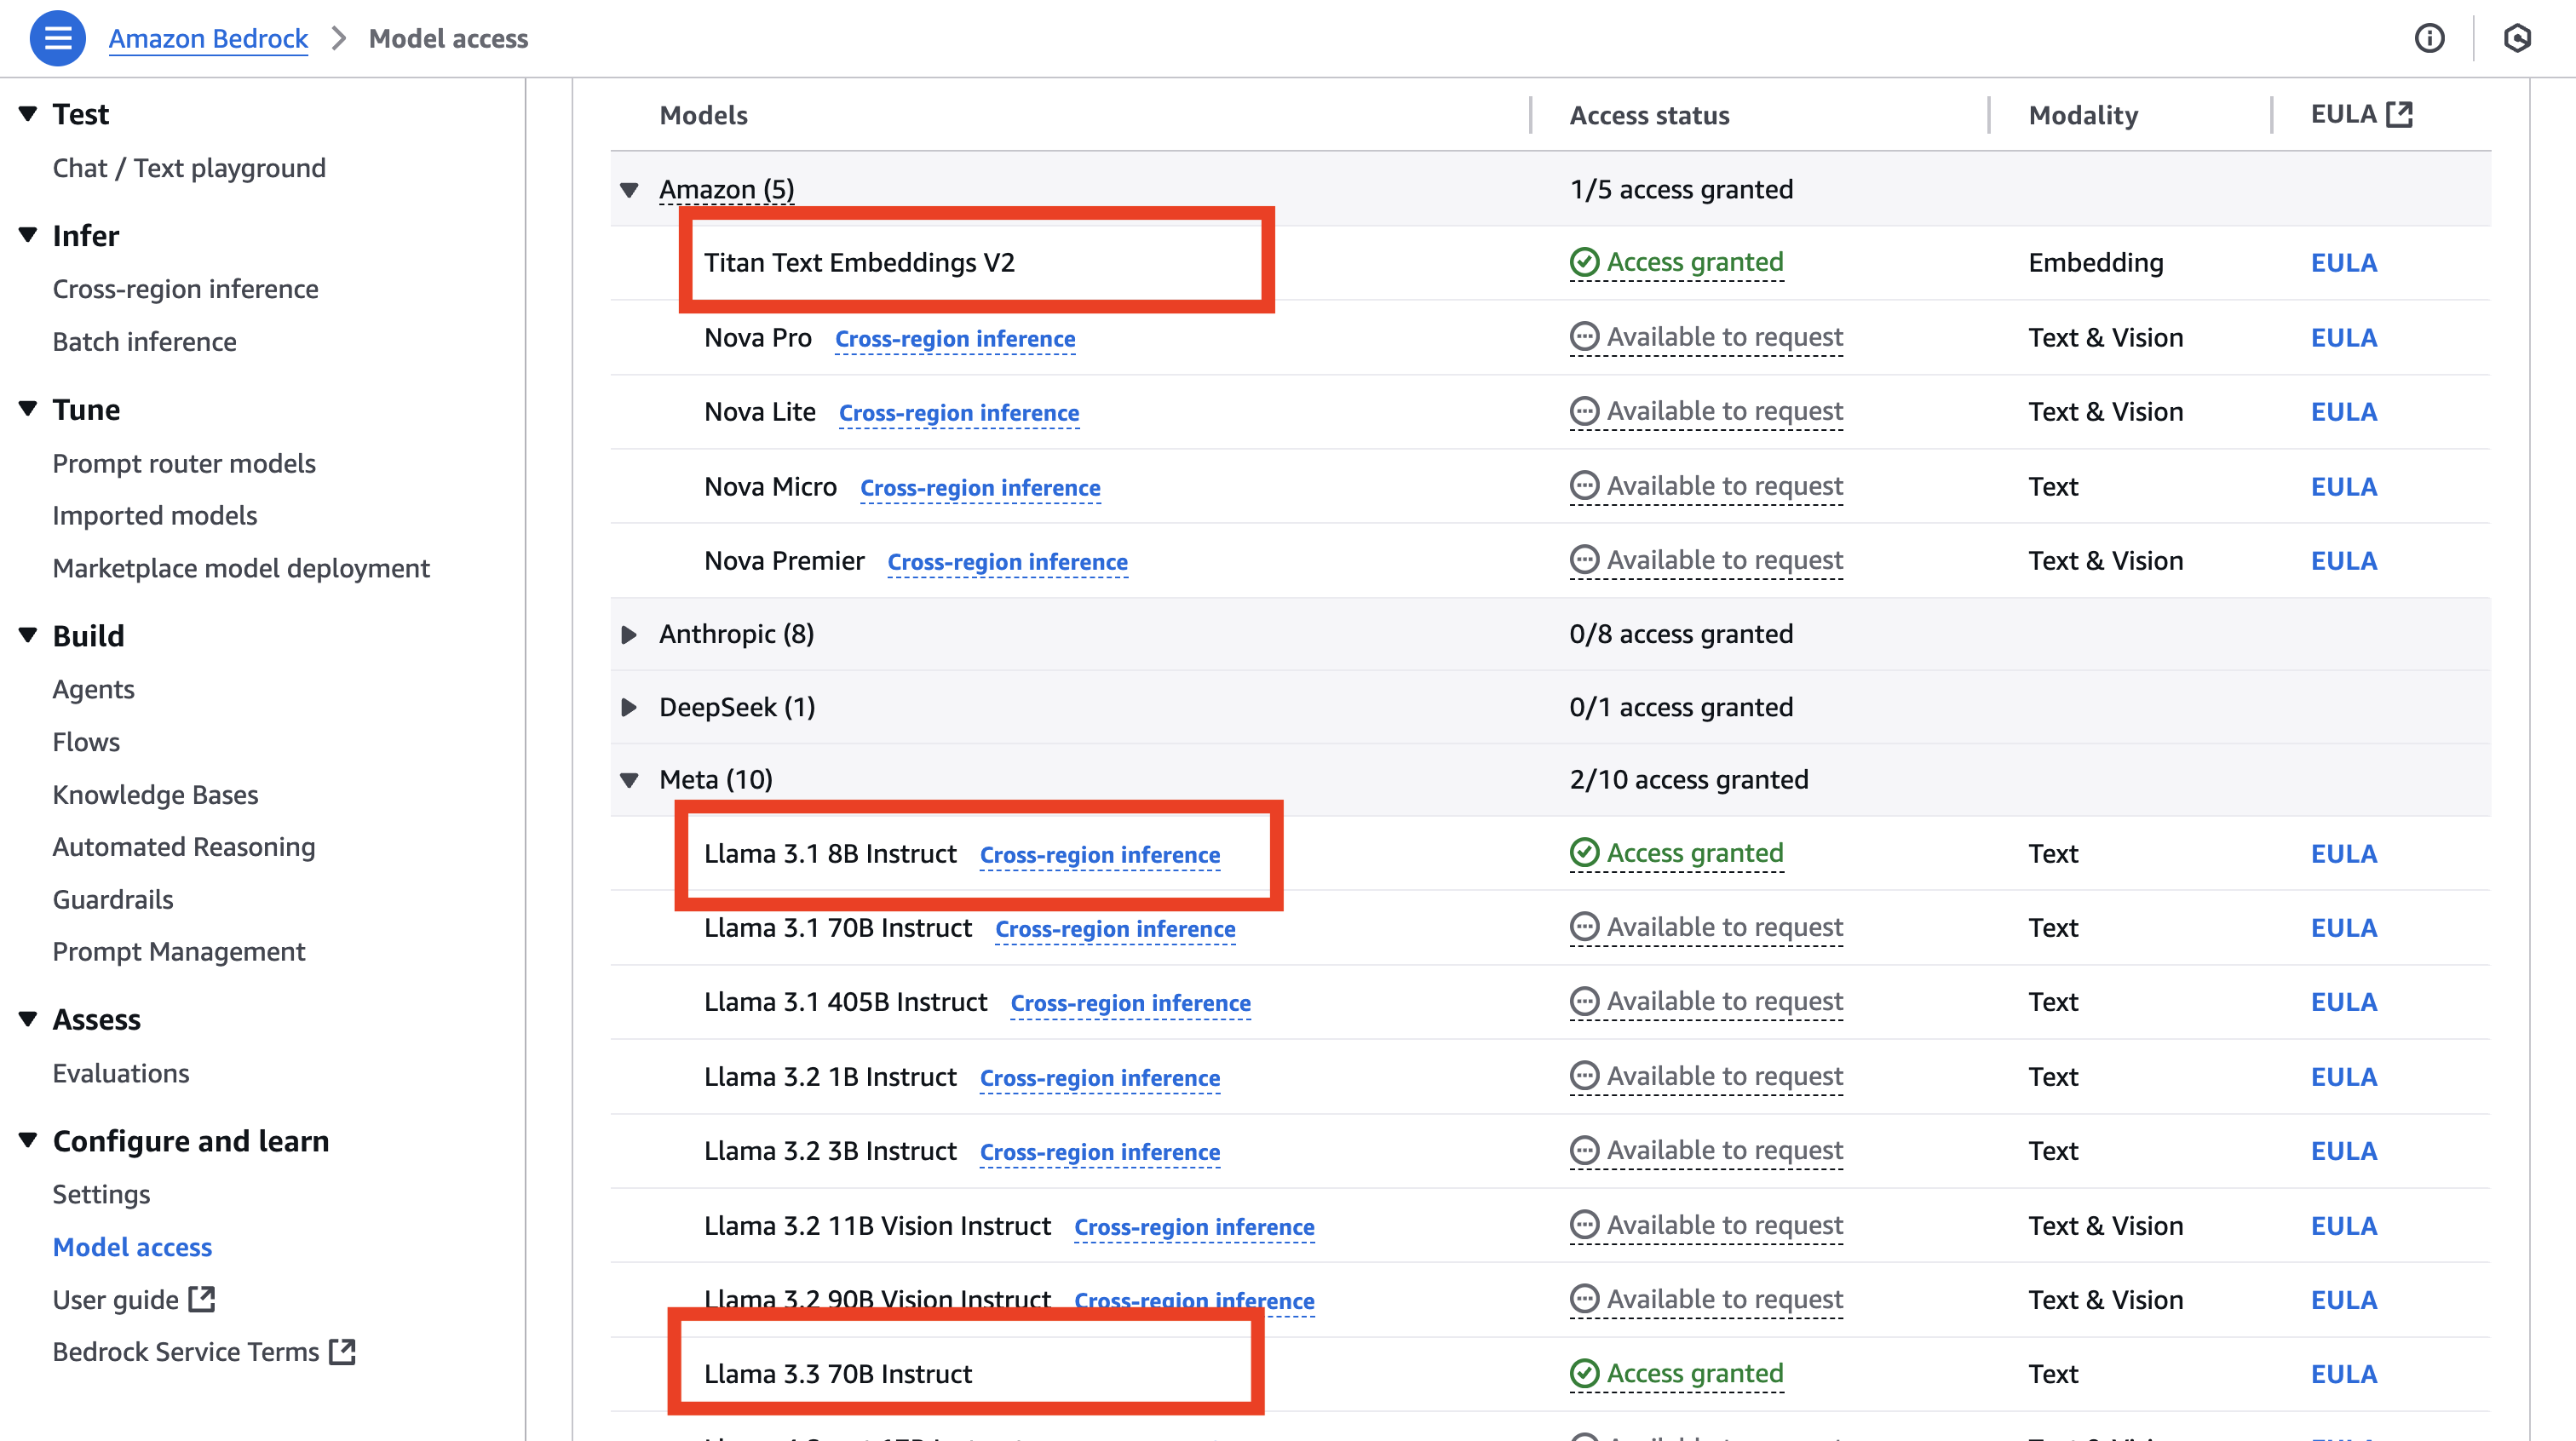 Amazon Bedrock > Model access
Test
Chat / Text playground
Infer
Cross-region inference
Batch inference
Tune
Prompt router models
Imported models
Marketplace model deployment
Build
Agents
Flows
Knowledge Bases
Automated Reasoning
Guardrails
Prompt Management
Assess
Evaluations
Configure and learn
Settings
Model access
User guide
Bedrock Service Terms
Models Access status Modality EULA
Amazon (5) 1/5 access granted
Titan Text Embeddings V2 Access granted Embedding EULA
Nova Pro Cross-region inference Available to request Text & Vision EULA
Nova Lite Cross-region inference Available to request Text & Vision EULA
Nova Micro Cross-region inference Available to request Text EULA
Nova Premier Cross-region inference Available to request Text & Vision EULA
Anthropic (8) 0/8 access granted
DeepSeek (1) 0/1 access granted
Meta (10) 2/10 access granted
Llama 3.1 8B Instruct Cross-region inference Access granted Text EULA
Llama 3.1 70B Instruct Cross-region inference Available to request Text EULA
Llama 3.1 405B Instruct Cross-region inference Available to request Text EULA
Llama 3.2 1B Instruct Cross-region inference Available to request Text EULA
Llama 3.2 3B Instruct Cross-region inference Available to request Text EULA
Llama 3.2 11B Vision Instruct Cross-region inference Available to request Text & Vision EULA
Llama 3.2 90B Vision Instruct Cross-region inference Available to request Text & Vision EULA
Llama 3.3 70B Instruct Access granted Text EULA